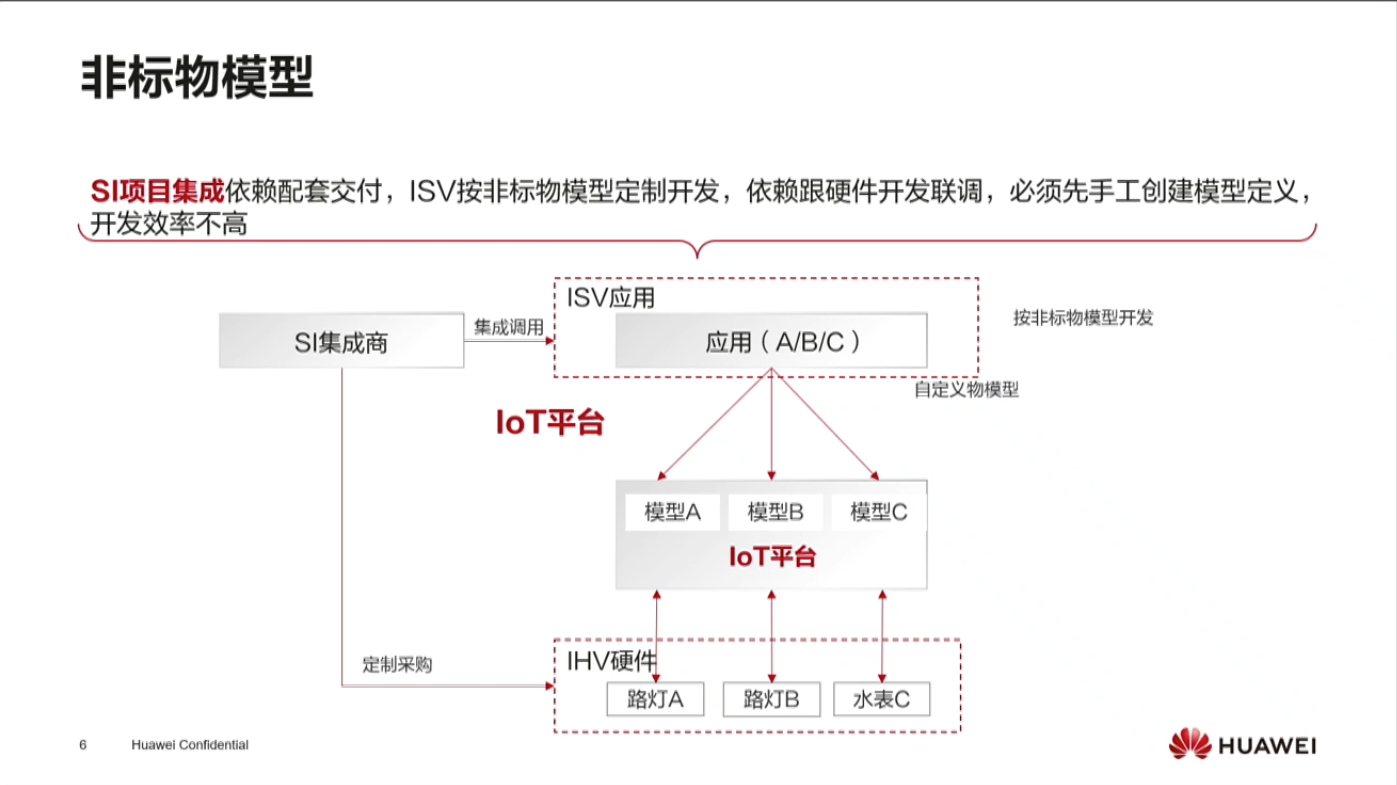 非标物模型
SI项目集成依赖配套交付，ISV按非标物模型定制开发，依赖跟硬件开发联调，必须先手工创建模型定义，
开发效率不高
ISV应用
SI集成商
集成调用
应用（A/B/C）
按非标物模型开发
自定义物模型
IoT平台
模型A
模型B
模型C
IoT平台
定制采购
IHV硬件
路灯A
路灯B
水表C
6
Huawei Confidential
HUAWEI